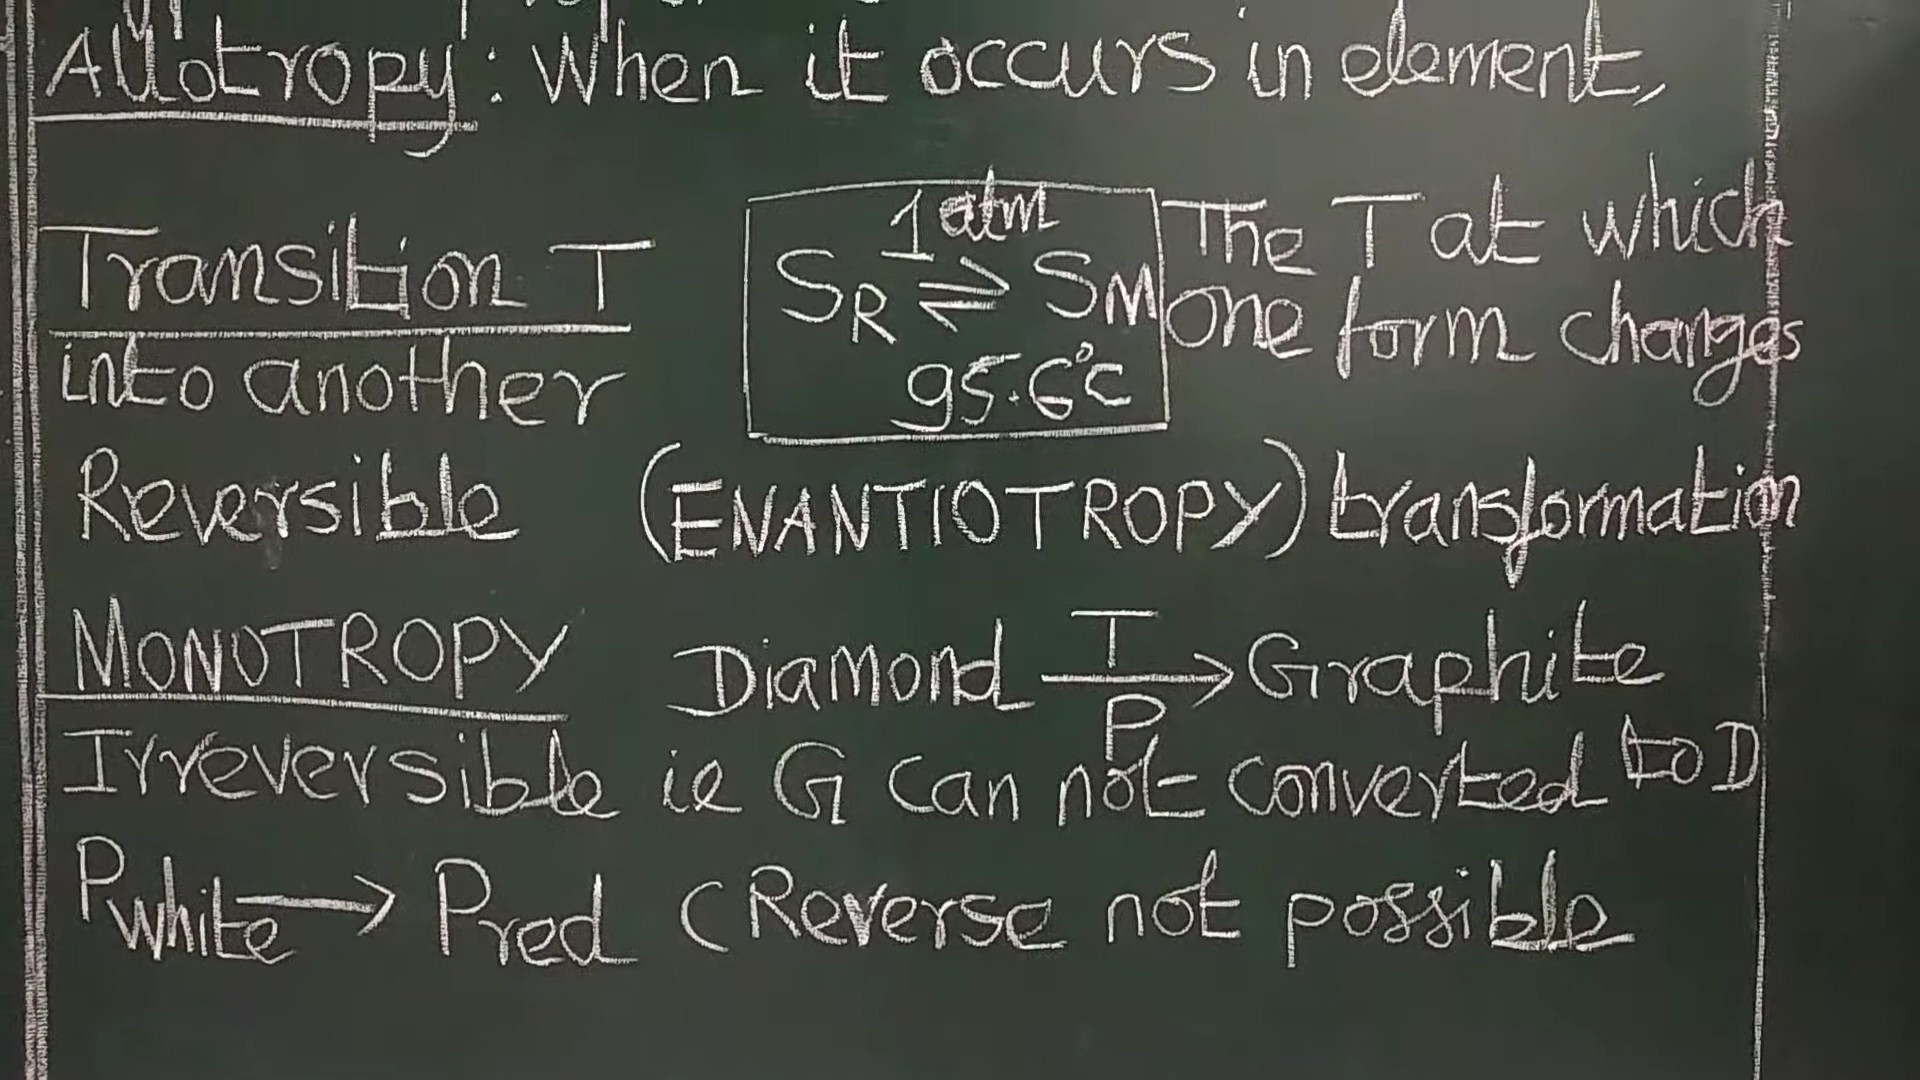 Allotropy : When it occurs in element,
Transition T
1 atm
SR ⇌ SM
95.6°C
The T at which
one form changes
into another
Reversible (ENANTIOTROPY) transformation
MONOTROPY Diamond T/P → Graphite
Irreversible ie G can not converted to D
Pwhite → Pred (Reverse not possible